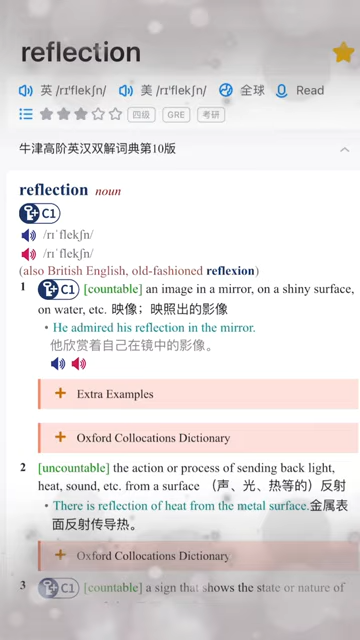 reflection
英 /rɪˈflekʃn/ 美 /rɪˈflekʃn/ 全球 Read
四级 GRE 考研
牛津高阶英汉双解词典第10版
reflection noun
C1
/rɪˈflekʃn/
/rɪˈflekʃn/
(also British English, old-fashioned reflexion)
1 C1 [countable] an image in a mirror, on a shiny surface,
on water, etc. 映像；映照出的影像
• He admired his reflection in the mirror.
他欣赏着自己在镜中的影像。
+ Extra Examples
+ Oxford Collocations Dictionary
2 [uncountable] the action or process of sending back light,
heat, sound, etc. from a surface （声、光、热等的）反射
• There is reflection of heat from the metal surface.金属表
面反射传导热。
+ Oxford Collocations Dictionary
3 C1 [countable] a sign that shows the state or nature of